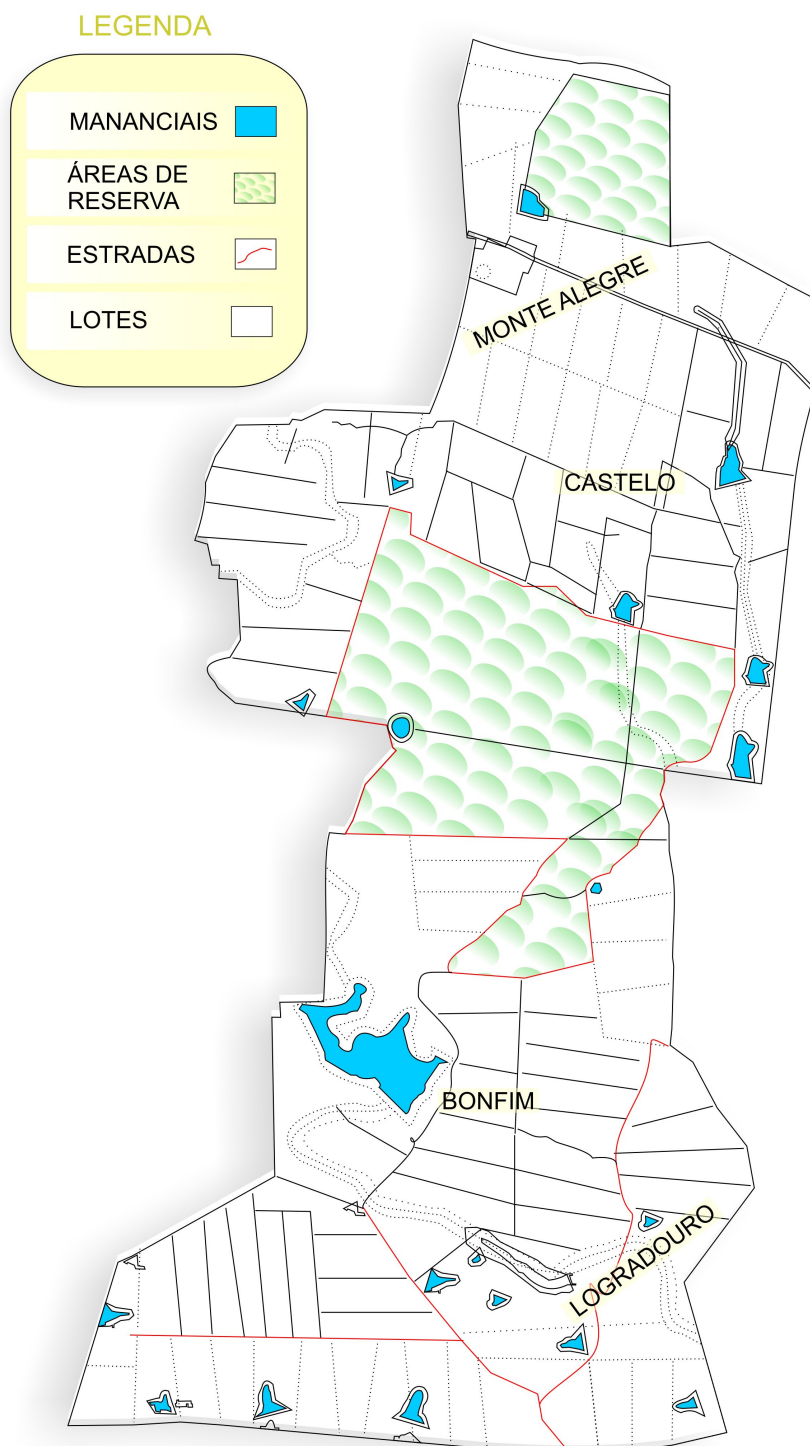 LEGENDA
MANANCIAIS
ÁREAS DE
RESERVA
ESTRADAS
LOTES
MONTE ALEGRE
CASTELO
BONFIM
LOGRADOURO